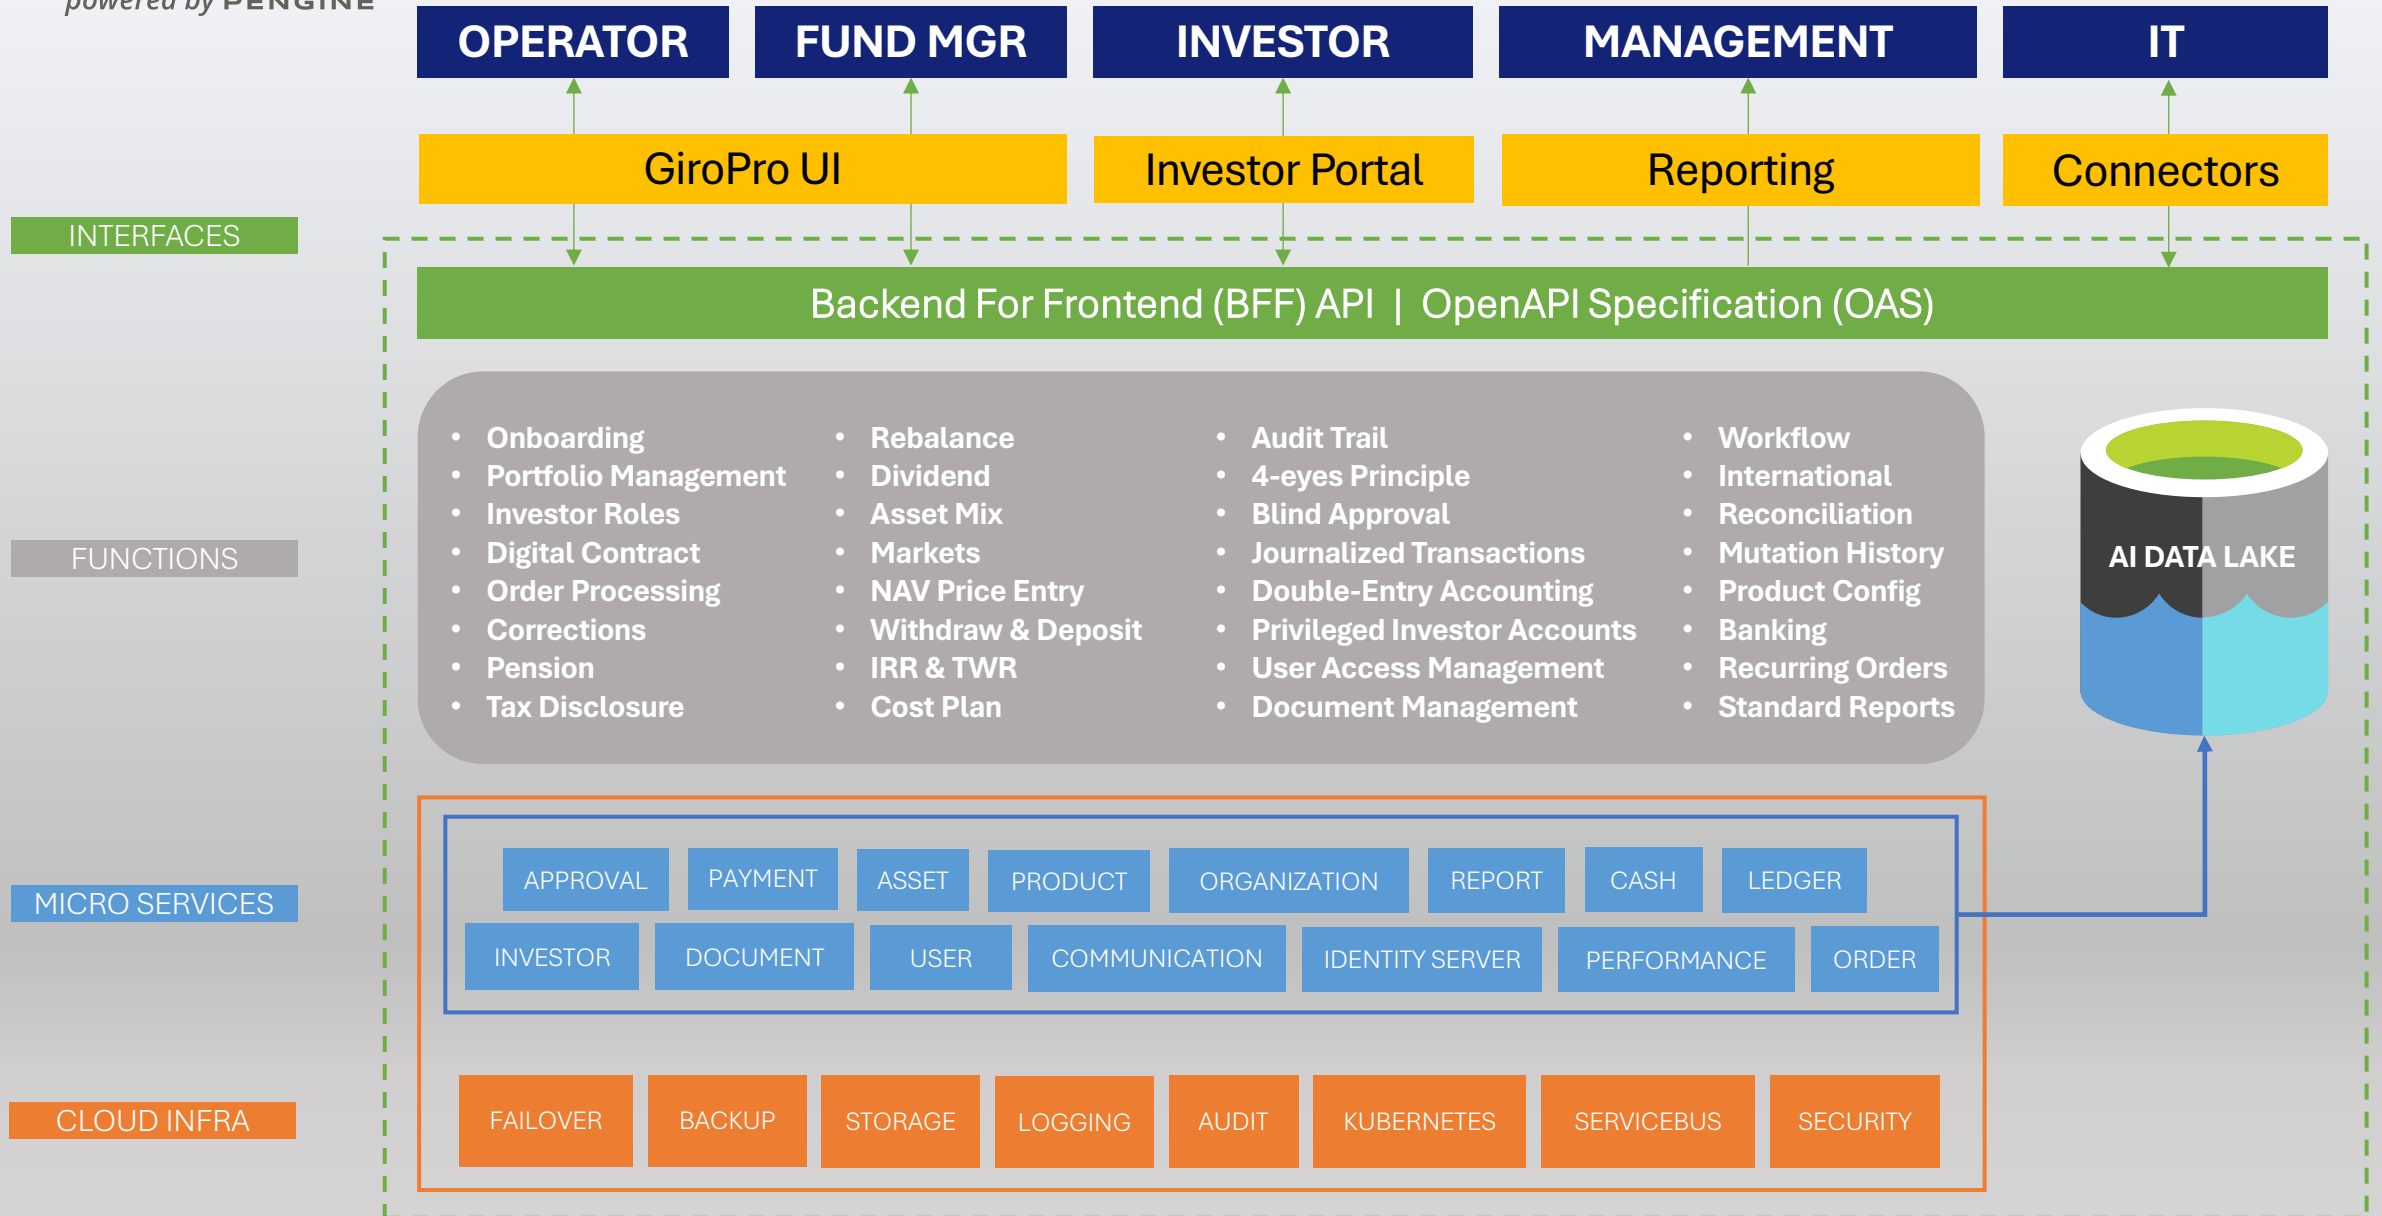 powered by PENGINE
OPERATOR
FUND MGR
INVESTOR
MANAGEMENT
IT
GiroPro UI
Investor Portal
Reporting
Connectors
INTERFACES
Backend For Frontend (BFF) API | OpenAPI Specification (OAS)
FUNCTIONS
• Onboarding
• Portfolio Management
• Investor Roles
• Digital Contract
• Order Processing
• Corrections
• Pension
• Tax Disclosure
• Rebalance
• Dividend
• Asset Mix
• Markets
• NAV Price Entry
• Withdraw & Deposit
• IRR & TWR
• Cost Plan
• Audit Trail
• 4-eyes Principle
• Blind Approval
• Journalized Transactions
• Double-Entry Accounting
• Privileged Investor Accounts
• User Access Management
• Document Management
• Workflow
• International
• Reconciliation
• Mutation History
• Product Config
• Banking
• Recurring Orders
• Standard Reports
AI DATA LAKE
MICRO SERVICES
APPROVAL
PAYMENT
ASSET
PRODUCT
ORGANIZATION
REPORT
CASH
LEDGER
INVESTOR
DOCUMENT
USER
COMMUNICATION
IDENTITY SERVER
PERFORMANCE
ORDER
CLOUD INFRA
FAILOVER
BACKUP
STORAGE
LOGGING
AUDIT
KUBERNETES
SERVICEBUS
SECURITY